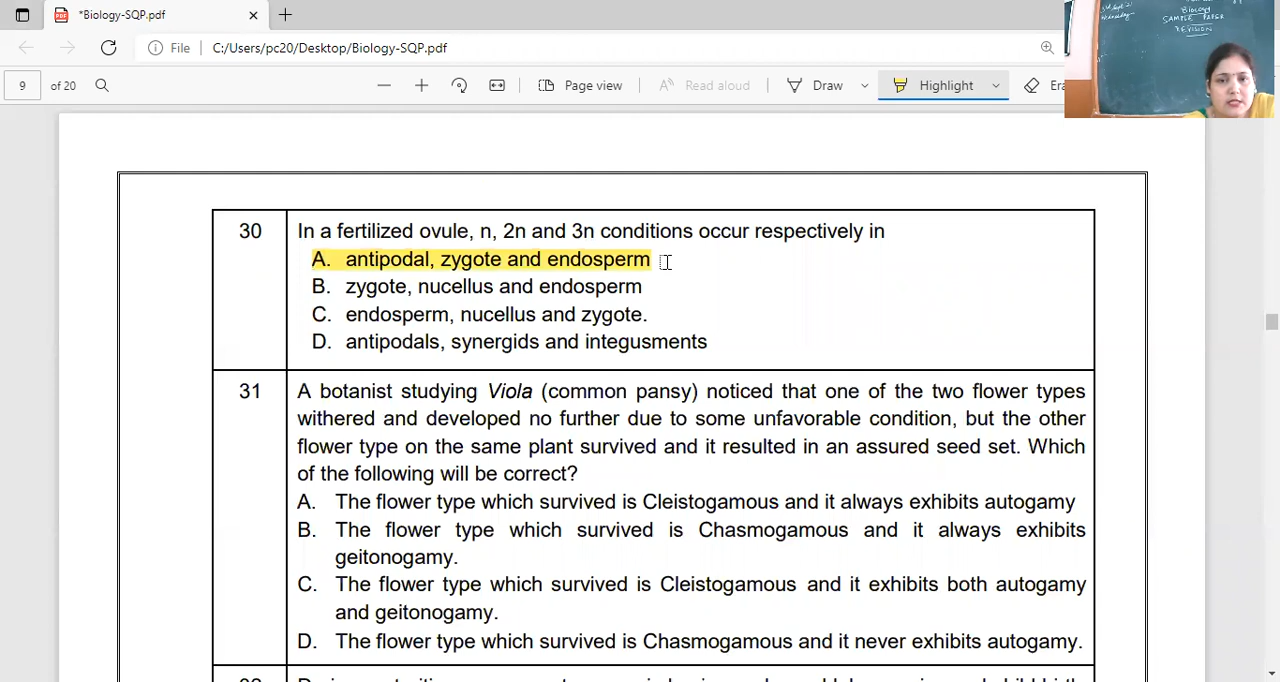 *Biology-SQP.pdf
File C:/Users/pc20/Desktop/Biology-SQP.pdf
9 of 20 Page view Read aloud Draw Highlight
Biology
SAMPLE PAPER
REVISION
30 In a fertilized ovule, n, 2n and 3n conditions occur respectively in
A. antipodal, zygote and endosperm
B. zygote, nucellus and endosperm
C. endosperm, nucellus and zygote.
D. antipodals, synergids and integusments
31 A botanist studying Viola (common pansy) noticed that one of the two flower types
withered and developed no further due to some unfavorable condition, but the other
flower type on the same plant survived and it resulted in an assured seed set. Which
of the following will be correct?
A. The flower type which survived is Cleistogamous and it always exhibits autogamy
B. The flower type which survived is Chasmogamous and it always exhibits
geitonogamy.
C. The flower type which survived is Cleistogamous and it exhibits both autogamy
and geitonogamy.
D. The flower type which survived is Chasmogamous and it never exhibits autogamy.